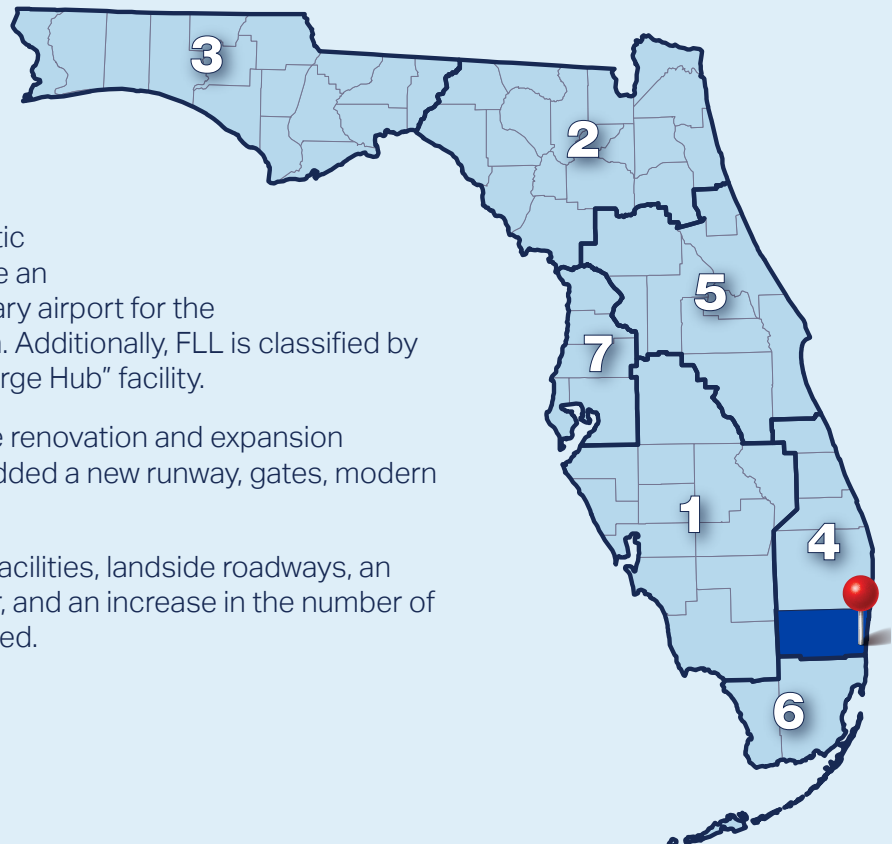 3
2
tic
e an
ary airport for the
. Additionally, FLL is classified by
rge Hub” facility.
5
7
e renovation and expansion
dded a new runway, gates, modern
1
4
acilities, landside roadways, an
, and an increase in the number of
ed.
6